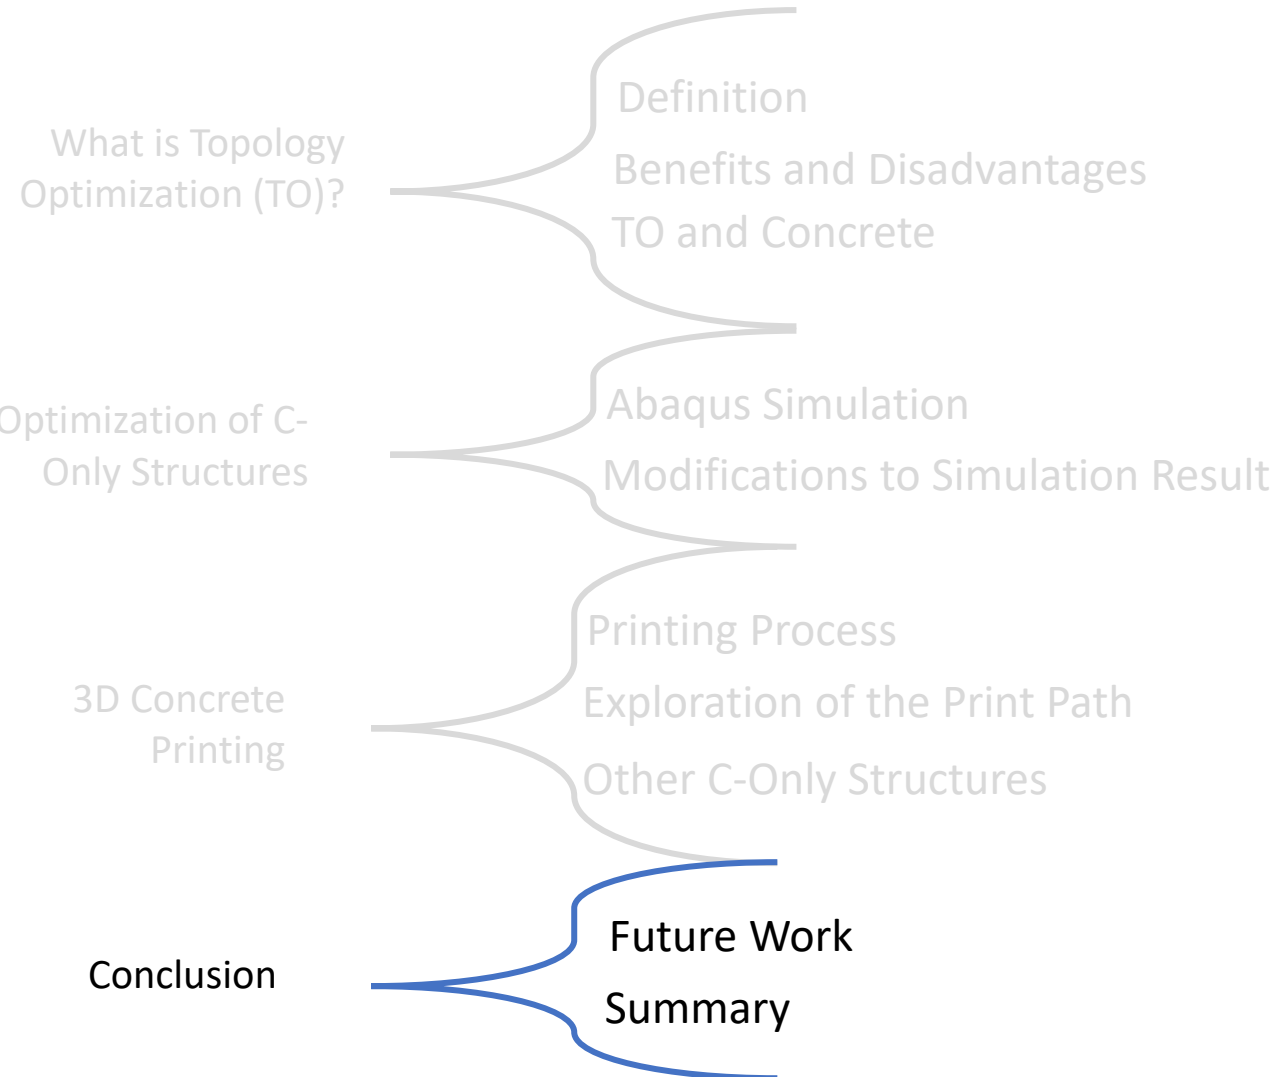 What is Topology
Optimization (TO)?
Definition
Benefits and Disadvantages
TO and Concrete
Optimization of C-
Only Structures
Abaqus Simulation
Modifications to Simulation Result
3D Concrete
Printing
Printing Process
Exploration of the Print Path
Other C-Only Structures
Conclusion
Future Work
Summary